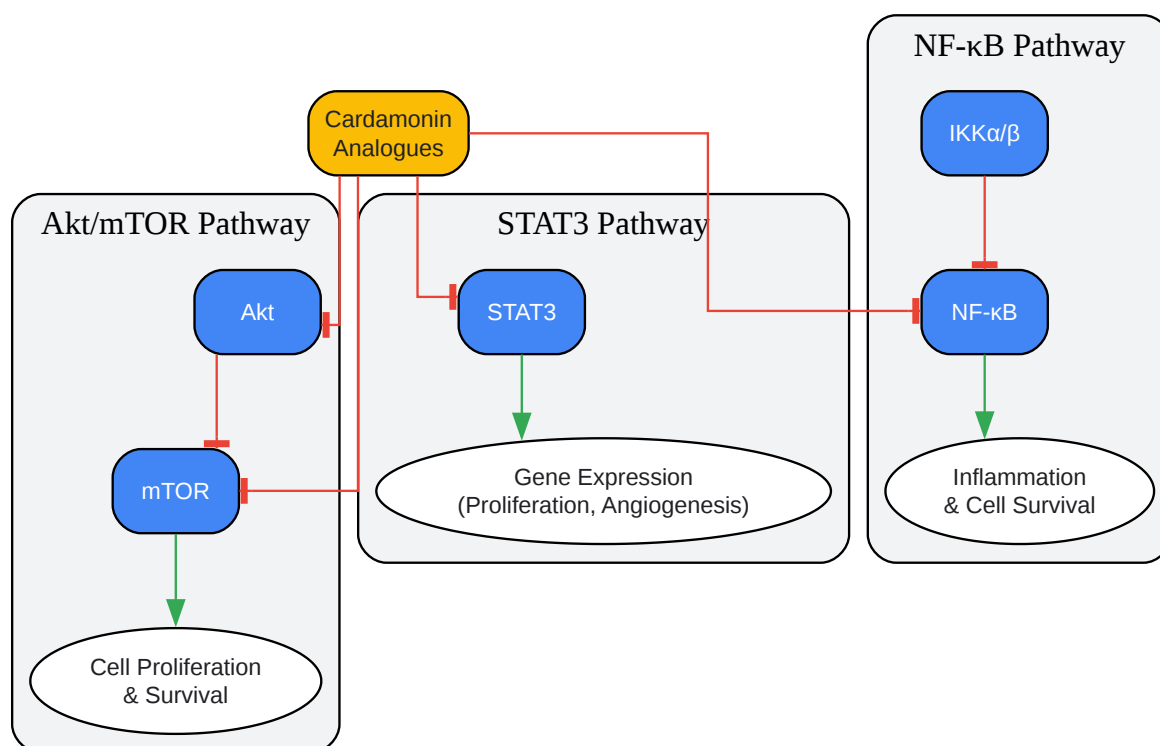 NF-κB Pathway
Cardamonin
Analogues
IKKα/β
Akt/mTOR Pathway
STAT3 Pathway
Akt
STAT3
NF-κB
mTOR
Gene Expression
(Proliferation, Angiogenesis)
Inflammation
& Cell Survival
Cell Proliferation
& Survival